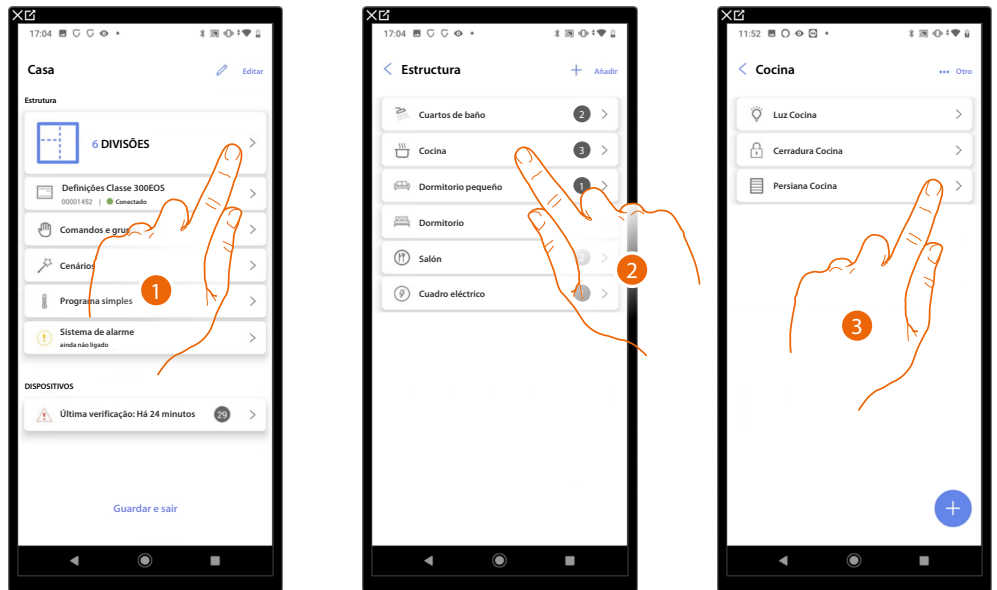 17:04
Casa
Editar
Estrutura
6 DIVISÕES
Definições Classe 300EOS
00001452 | Conectado
Comandos e gru
Cenários
Programa simples
Sistema de alarme
ainda não ligado
DISPOSITIVOS
Última verificação: Há 24 minutos 29
Guardar e sair
1
17:04
Estructura
Añadir
Cuartos de baño 2
Cocina 3
Dormitorio pequeño 1
Dormitorio
Salón 2
Cuadro eléctrico
2
11:52
Cocina
Otro
Luz Cocina
Cerradura Cocina
Persiana Cocina
3